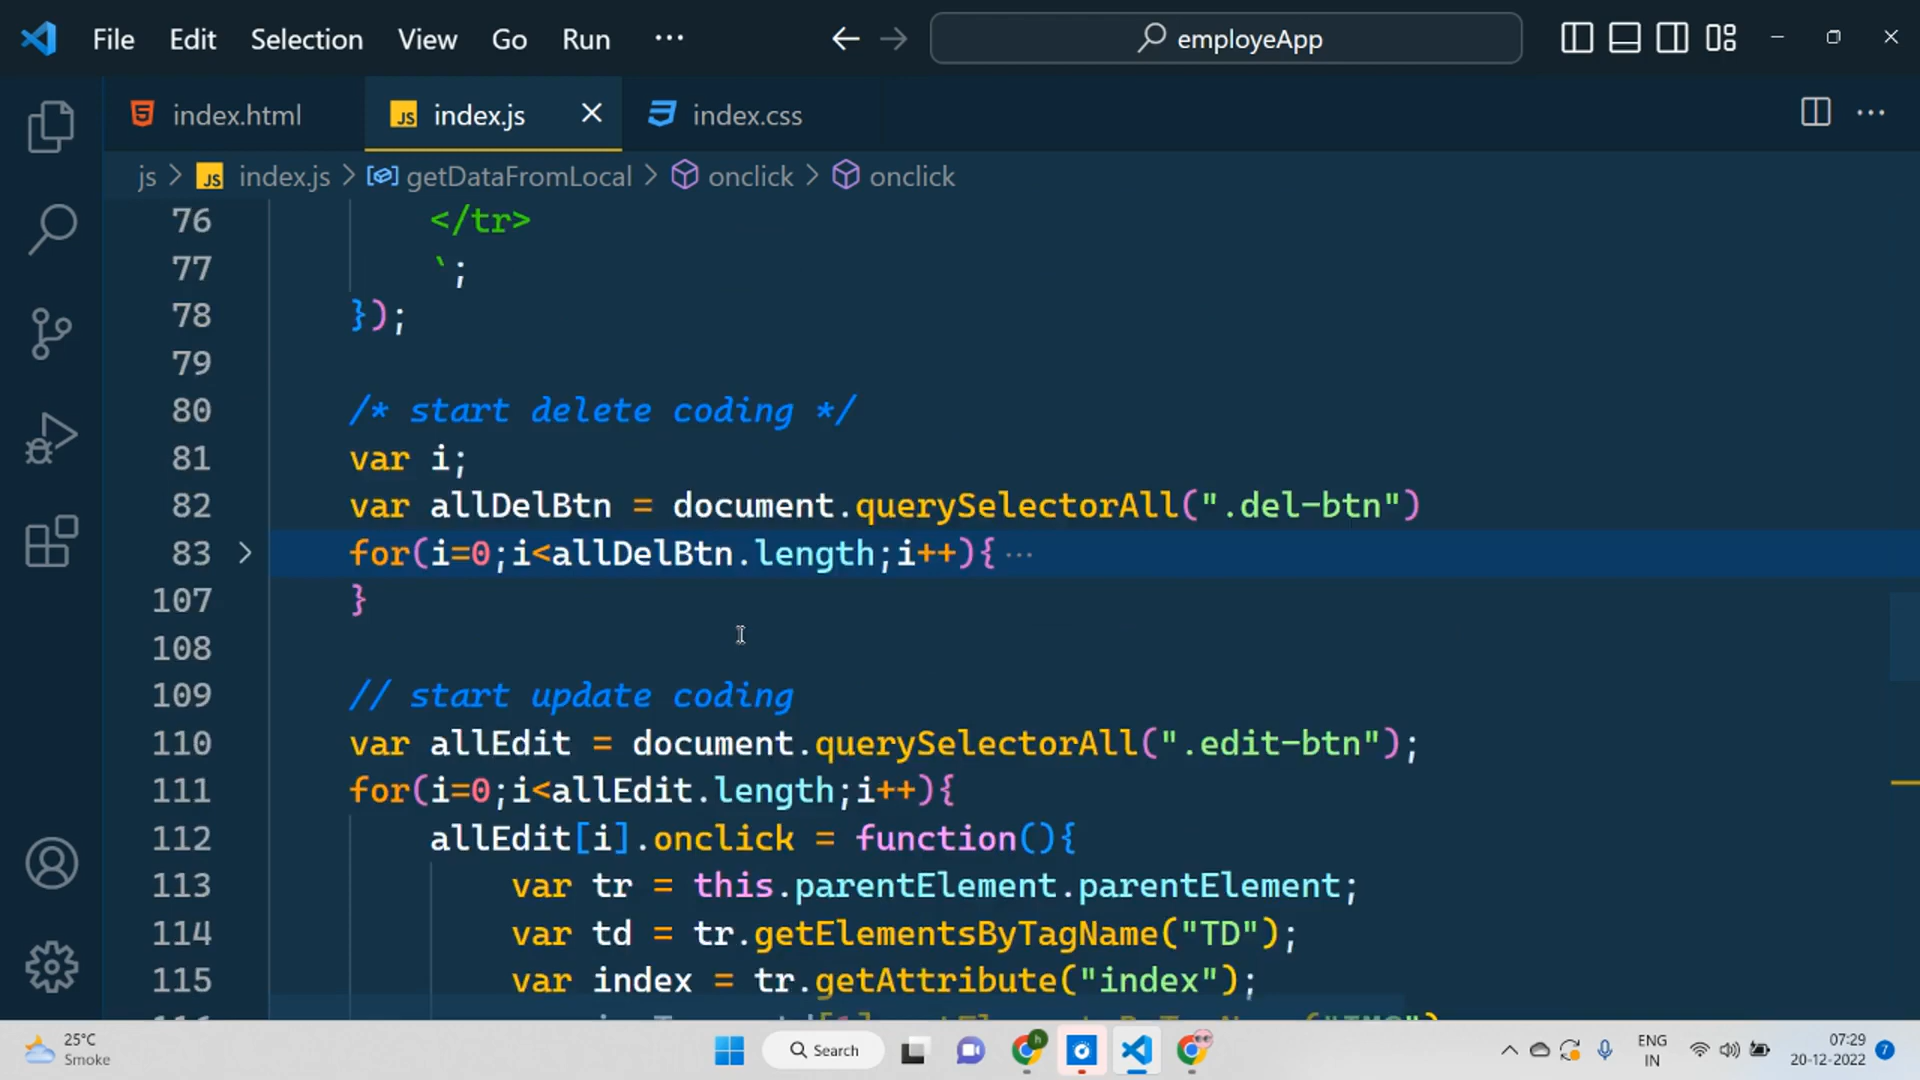 File Edit Selection View Go Run ··· employeApp
index.html JS index.js index.css
js > JS index.js > getDataFromLocal > onclick > onclick
76 </tr>
77 `;
78 });
79
80 /* start delete coding */
81 var i;
82 var allDelBtn = document.querySelectorAll(".del-btn")
83 for(i=0;i<allDelBtn.length;i++){ ···
107 }
108
109 // start update coding
110 var allEdit = document.querySelectorAll(".edit-btn");
111 for(i=0;i<allEdit.length;i++){
112 allEdit[i].onclick = function(){
113 var tr = this.parentElement.parentElement;
114 var td = tr.getElementsByTagName("TD");
115 var index = tr.getAttribute("index");
25°C
Smoke
Search
ENG
IN
07:29
20-12-2022
7